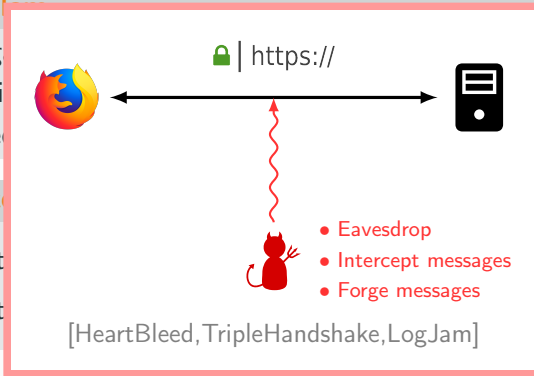 | https://
• Eavesdrop
• Intercept messages
• Forge messages
[HeartBleed,TripleHandshake,LogJam]